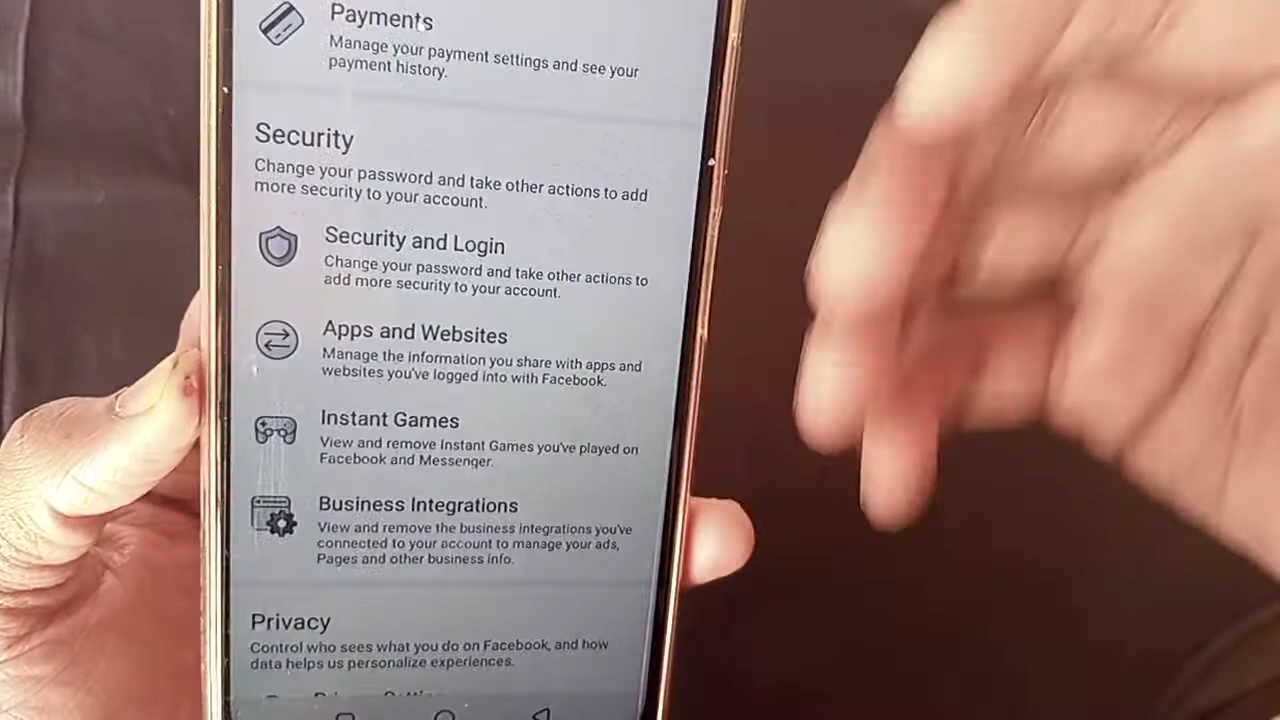 Payments
Manage your payment settings and see your
payment history.
Security
Change your password and take other actions to add
more security to your account.
Security and Login
Change your password and take other actions to
add more security to your account.
Apps and Websites
Manage the information you share with apps and
websites you've logged into with Facebook.
Instant Games
View and remove Instant Games you've played on
Facebook and Messenger.
Business Integrations
View and remove the business integrations you've
connected to your account to manage your ads,
Pages and other business info.
Privacy
Control who sees what you do on Facebook, and how
data helps us personalize experiences.